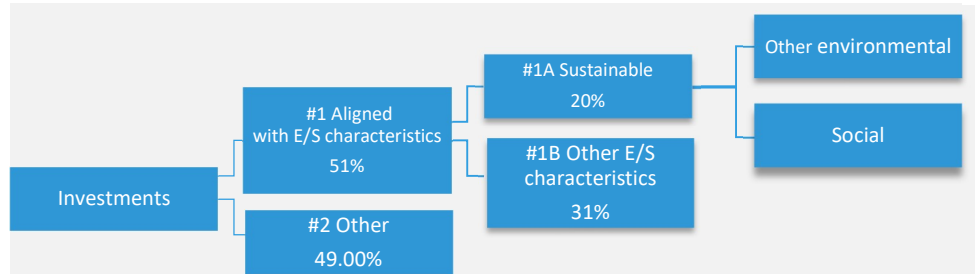 Investments
#1 Aligned
with E/S characteristics
51%
#2 Other
49.00%
#1A Sustainable
20%
#1B Other E/S
characteristics
31%
Other environmental
Social